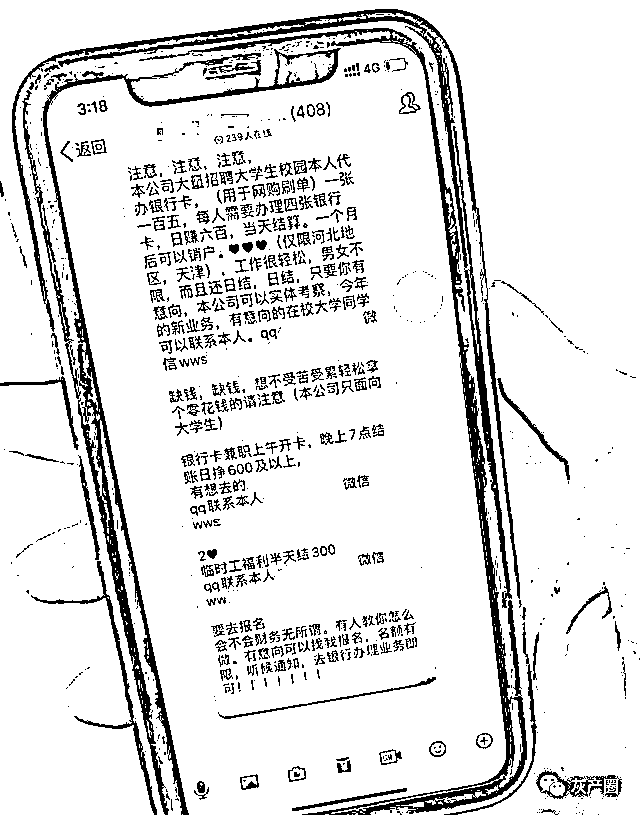 3:18
4G
返回
(408)
239人在线
注意，注意，注意，
本公司大量招聘大学生校园本人代
办银行卡，（用于网购刷单）一张
一百五，每人需要办理四张银行
卡，日赚六百，当天结算。一个月
后可以销户。♥♥♥（仅限河北地
区，天津），工作很轻松，男女不
限，而且还日结，日结，只要你有
意向，本公司可以实体考察，今年
的新业务，有意向的在校大学同学
可以联系本人。qq 微
信wws
缺钱，缺钱，想不受苦受累轻松拿
个零花钱的请注意（本公司只面向
大学生）
银行卡兼职上午开卡，晚上7点结
账日挣600及以上，
有想去的
qq联系本人 微信
wws
2♥
临时工福利半天结300
qq联系本人 微信
ww
要去报名
会不会财务无所谓。有人教你怎么
做。有意向可以找我报名，名额有
限，听候通知，去银行办理业务即
可！！！！！！！
GIF
灰产圈